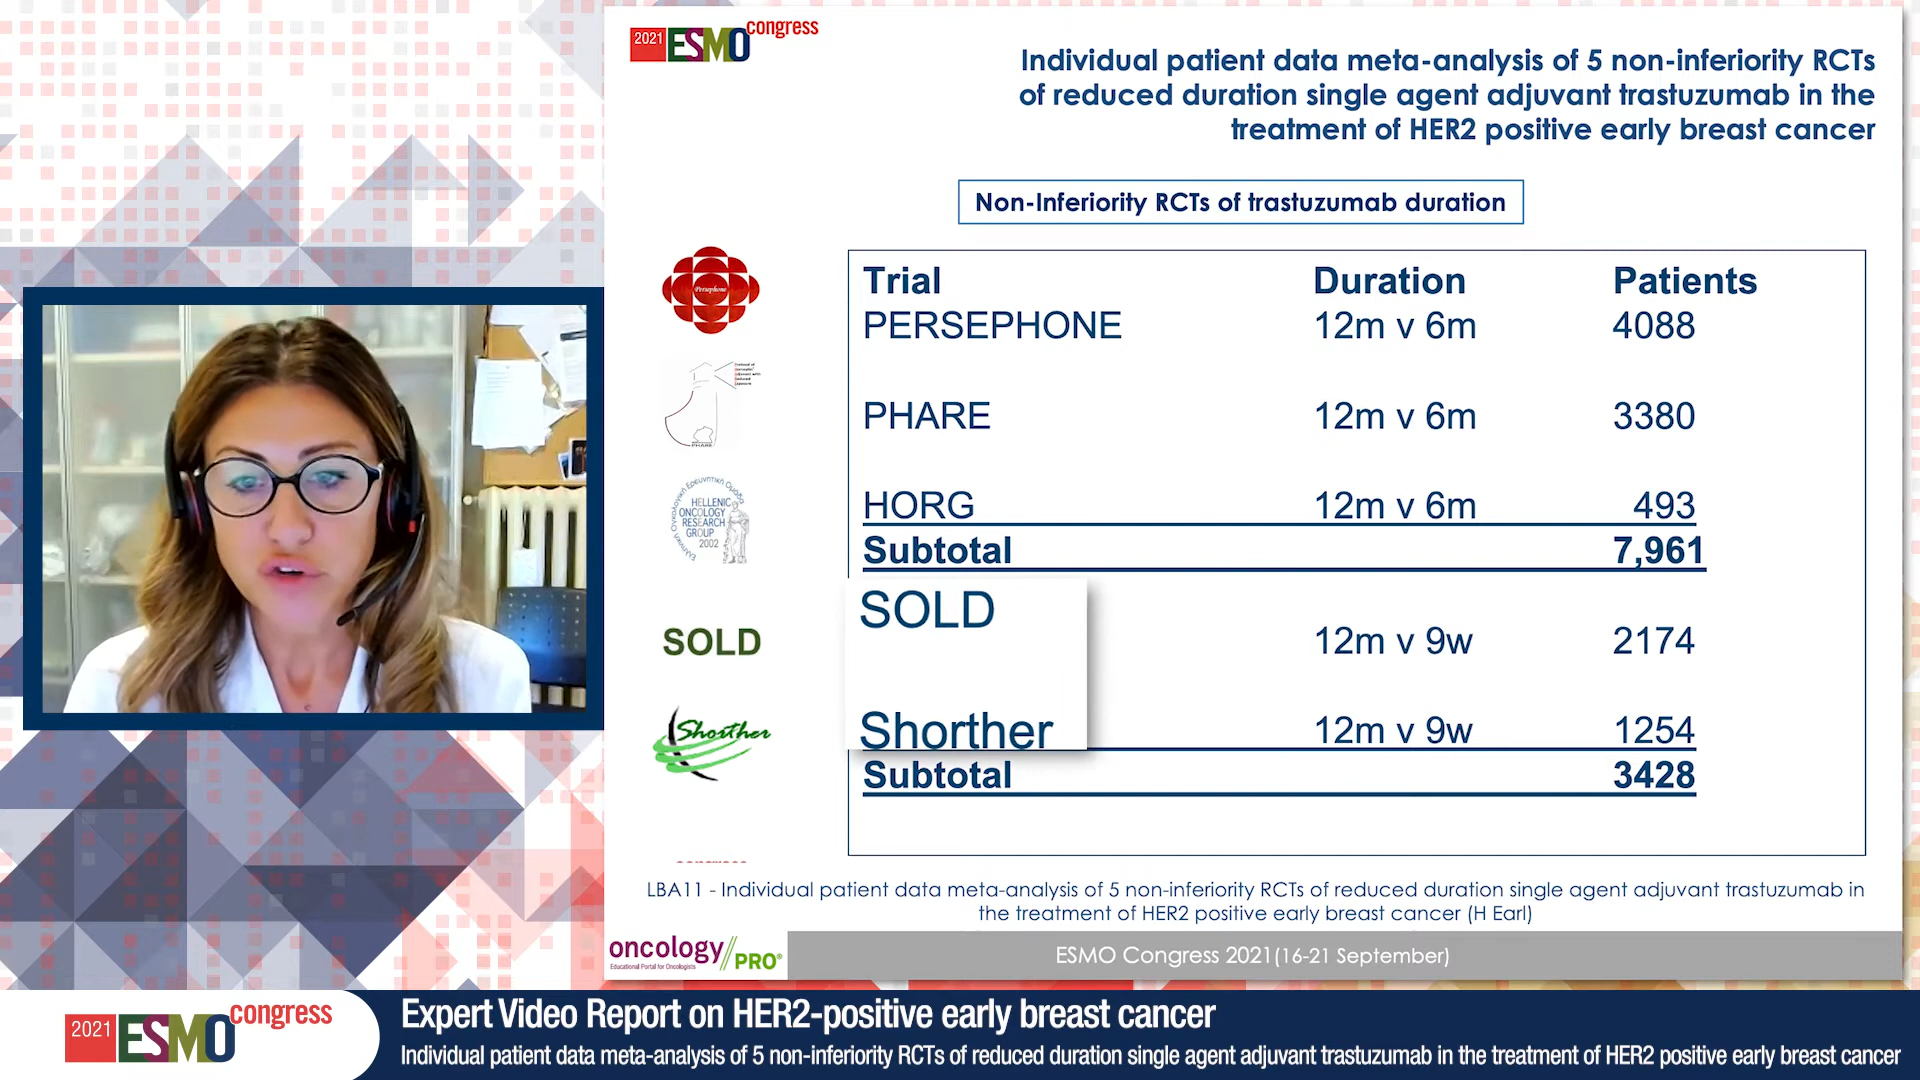 2021 ESMO congress
Individual patient data meta-analysis of 5 non-inferiority RCTs
of reduced duration single agent adjuvant trastuzumab in the
treatment of HER2 positive early breast cancer
Non-Inferiority RCTs of trastuzumab duration
Trial Duration Patients
Persephone
PERSEPHONE 12m v 6m 4088
PHARE
PHARE 12m v 6m 3380
HELLENIC
ONCOLOGY
RESEARCH
GROUP
2002
HORG 12m v 6m 493
Subtotal 7,961
SOLD
SOLD 12m v 9w 2174
Shorther
Shorther 12m v 9w 1254
Subtotal 3428
LBA11 - Individual patient data meta-analysis of 5 non-inferiority RCTs of reduced duration single agent adjuvant trastuzumab in
the treatment of HER2 positive early breast cancer (H Earl)
oncology//PRO®
Educational Portal for Oncologists
ESMO Congress 2021(16-21 September)
2021 ESMO congress
Expert Video Report on HER2-positive early breast cancer
Individual patient data meta-analysis of 5 non-inferiority RCTs of reduced duration single agent adjuvant trastuzumab in the treatment of HER2 positive early breast cancer